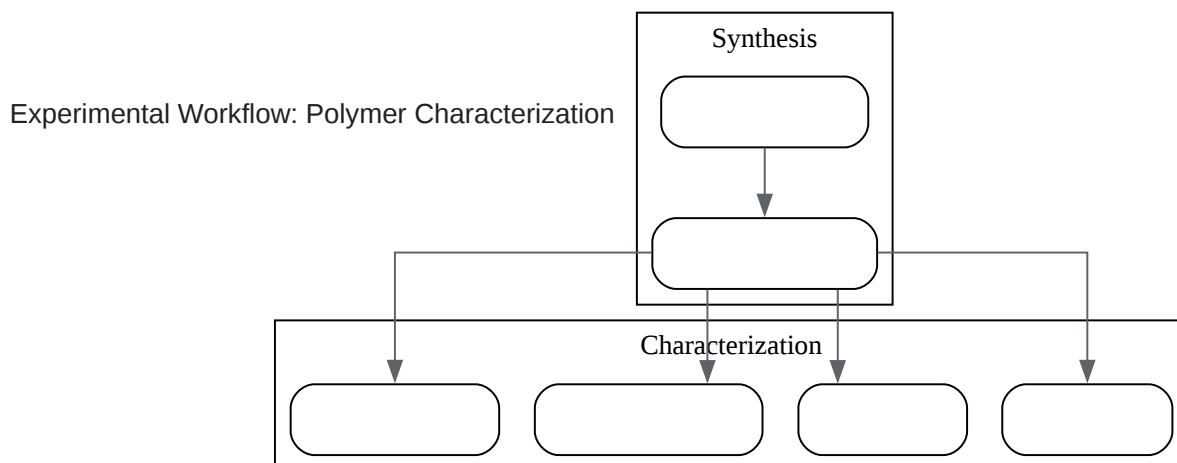 Synthesis
Experimental Workflow: Polymer Characterization
Characterization